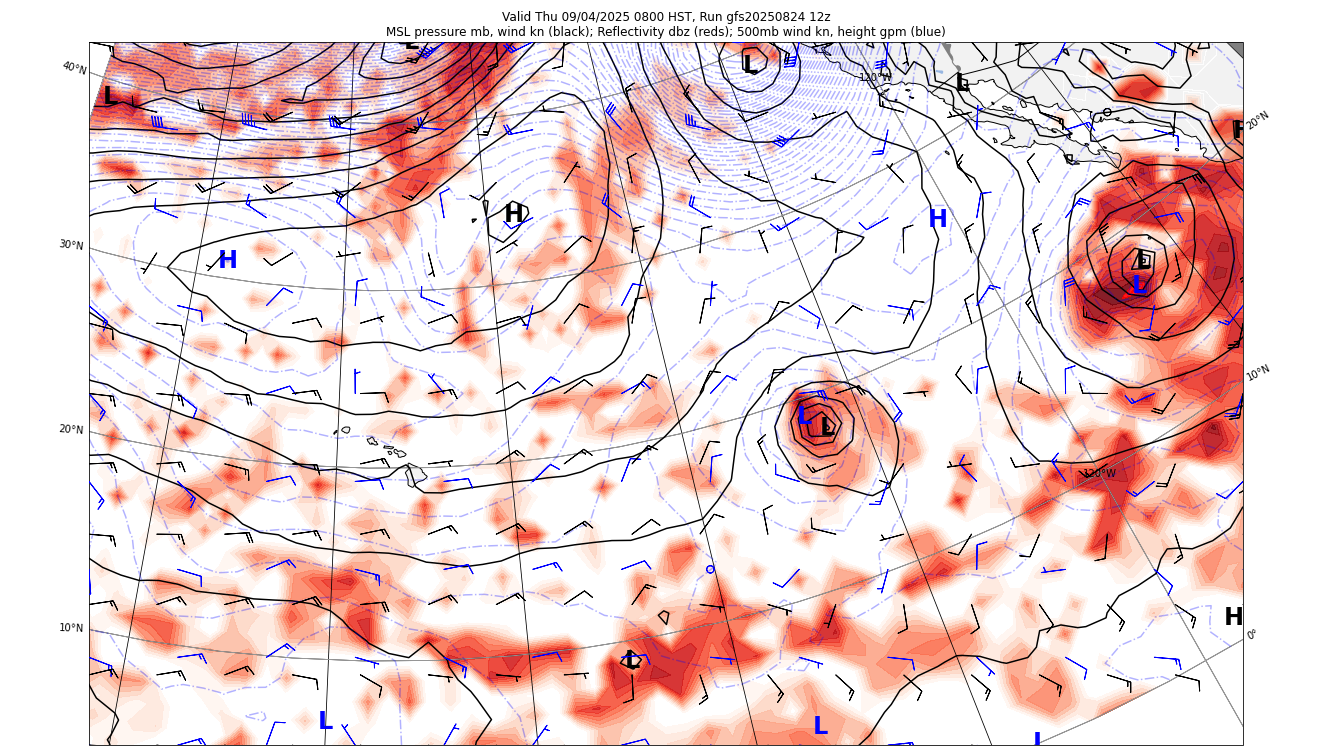 Valid Thu 09/04/2025 0800 HST, Run gfs20250824 12z
MSL pressure mb, wind kn (black); Reflectivity dbz (reds); 500mb wind kn, height gpm (blue)
L
L
120°W
L
40°N
L
20°N
H
H
H
30°N
H
L
L
10°N
L
L
20°N
120°W
10°N
H
0°
L
L
L
L